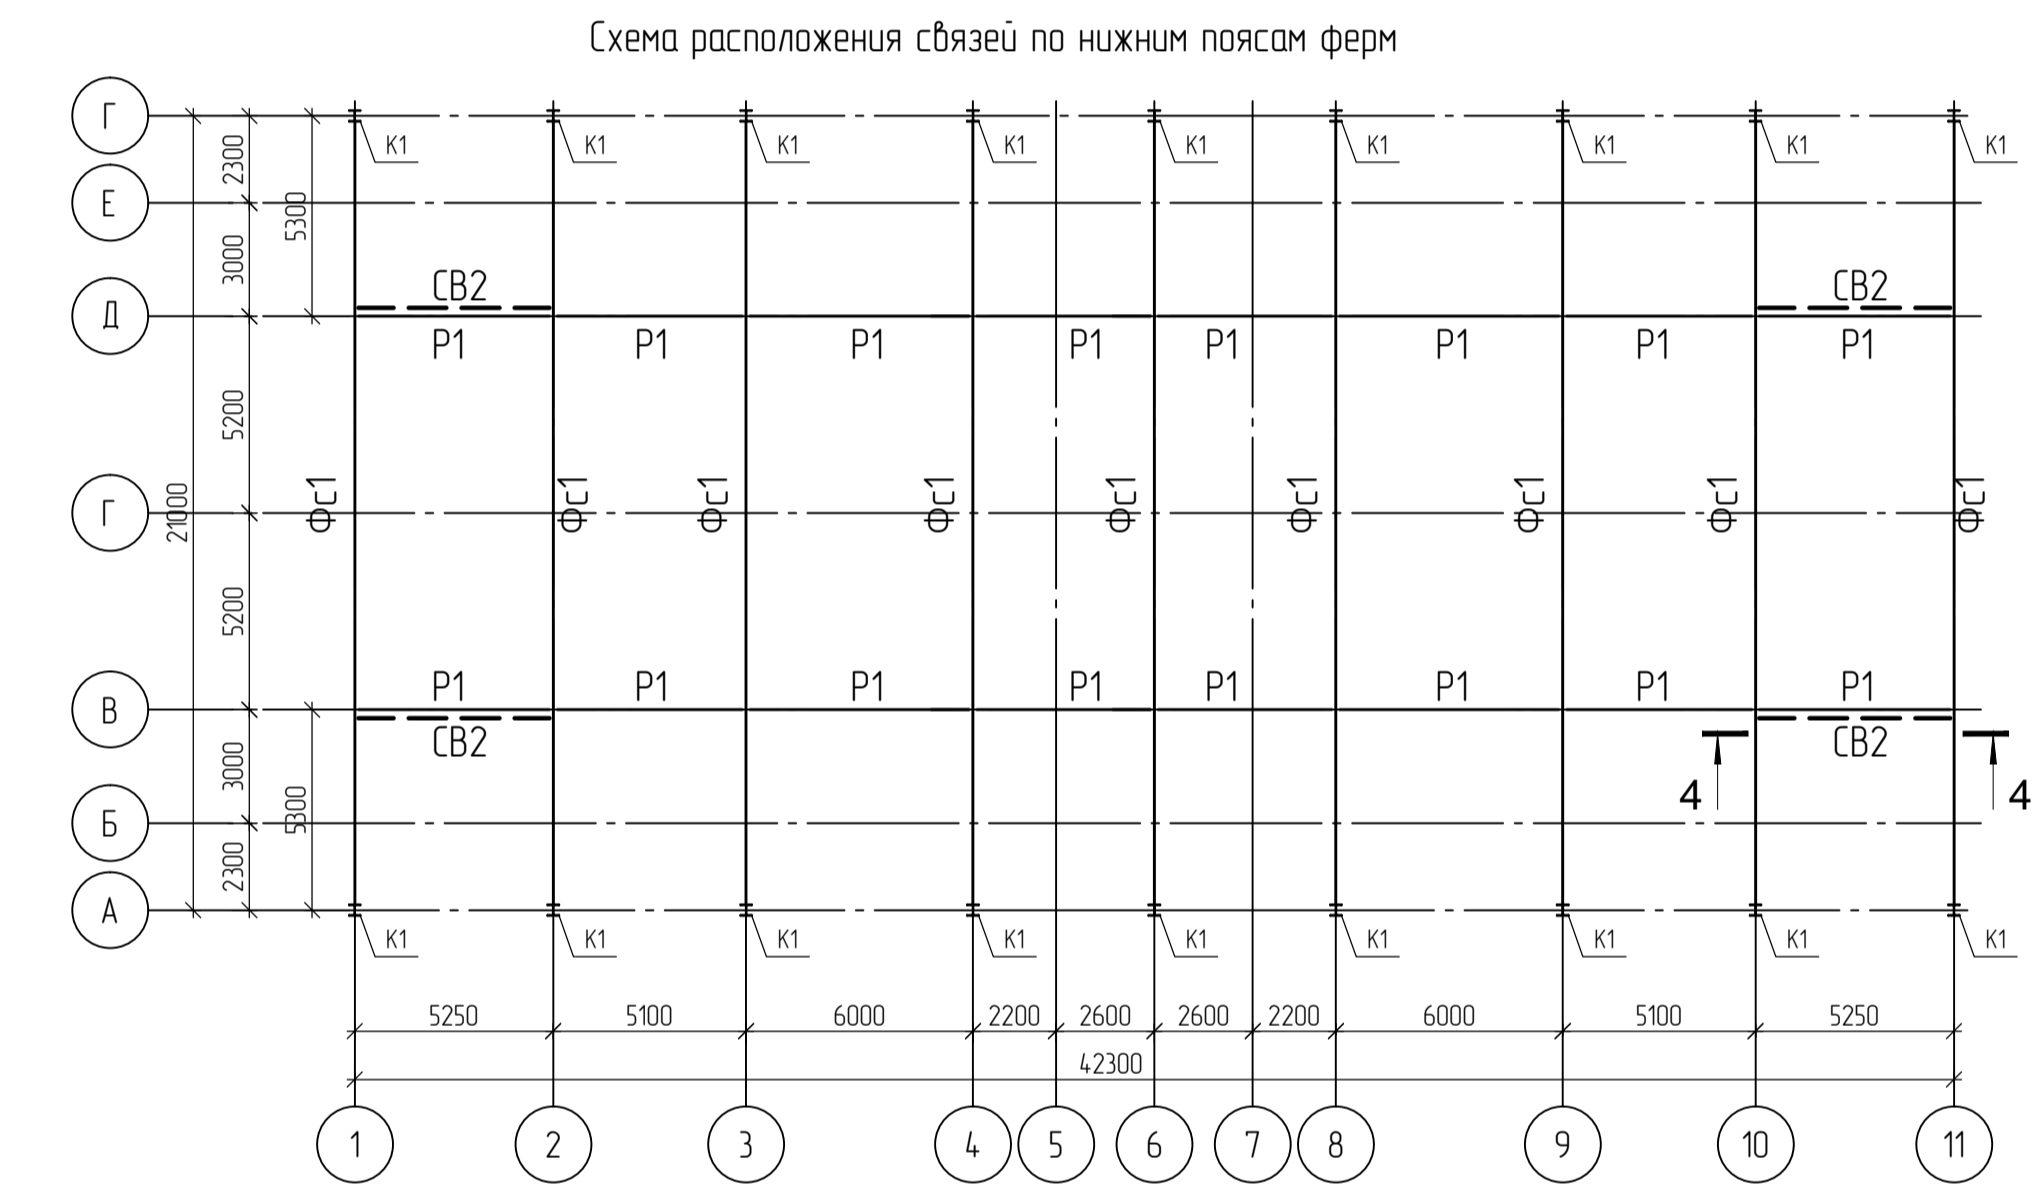 Схема расположения связей по нижним поясам ферм
Г
К1 К1 К1 К1 К1 К1 К1 К1 К1
2300
Е
5300
3000
СВ2 СВ2
Д
Р1 Р1 Р1 Р1 Р1 Р1 Р1 Р1
5200
Г
21000
Фс1 Фс1 Фс1 Фс1 Фс1 Фс1 Фс1 Фс1 Фс1
5200
Р1 Р1 Р1 Р1 Р1 Р1 Р1 Р1
В
СВ2 СВ2
3000
5300
4 4
Б
2300
А
К1 К1 К1 К1 К1 К1 К1 К1 К1
5250 5100 6000 2200 2600 2600 2200 6000 5100 5250
42300
1 2 3 4 5 6 7 8 9 10 11